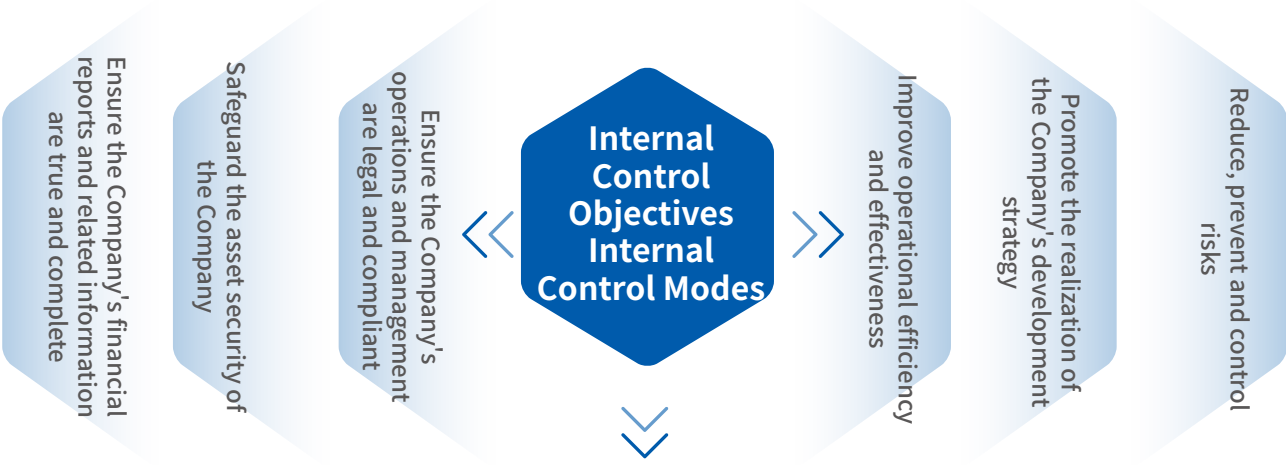 Ensure the Company's financial
reports and related information
are true and complete
Safeguard the asset security of
the Company
Ensure the Company's
operations and management
are legal and compliant
Internal
Control
Objectives
Internal
Control Modes
Improve operational efficiency
and effectiveness
Promote the realization of
the Company's development
strategy
Reduce, prevent and control
risks